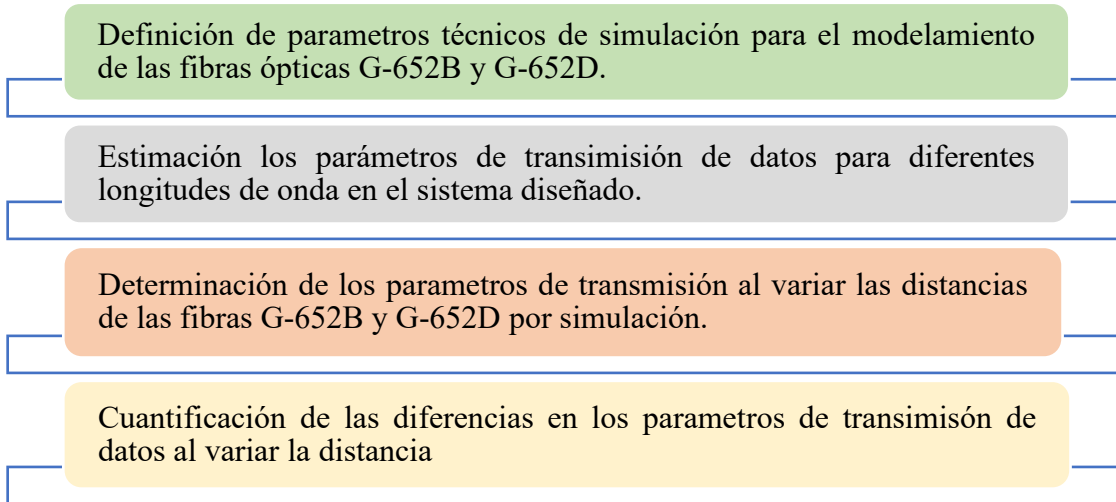 Definición de parametros técnicos de simulación para el modelamiento
de las fibras ópticas G-652B y G-652D.
Estimación los parámetros de transimisión de datos para diferentes
longitudes de onda en el sistema diseñado.
Determinación de los parametros de transmisión al variar las distancias
de las fibras G-652B y G-652D por simulación.
Cuantificación de las diferencias en los parametros de transimisón de
datos al variar la distancia